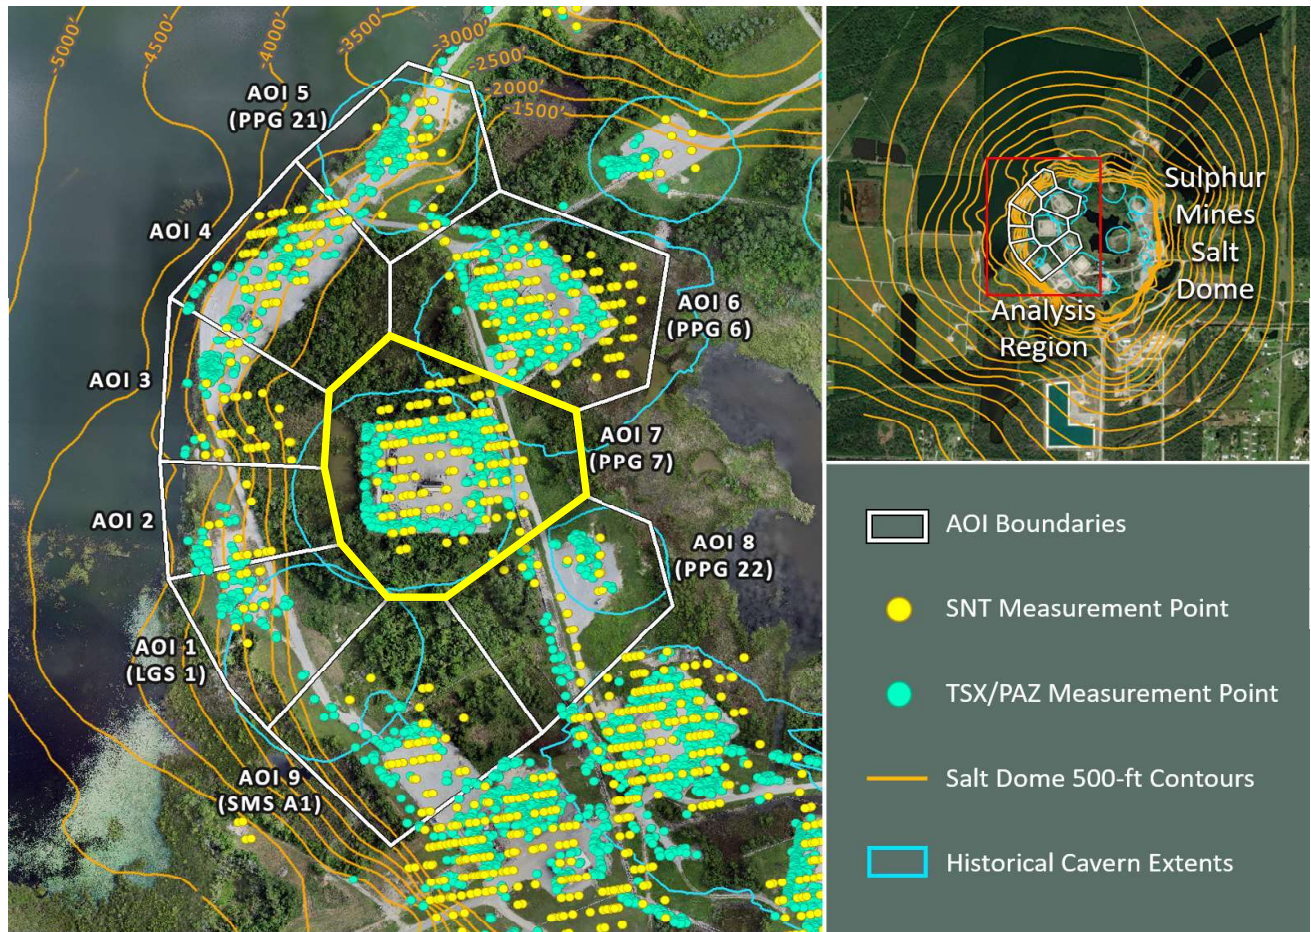 -5000'
-4500'
-4000'
-3500'
-3000'
-2500'
-2000'
-1500'
AOI 5
(PPG 21)
AOI 4
AOI 3
AOI 2
AOI 1
(LGS 1)
AOI 9
(SMS A1)
AOI 6
(PPG 6)
AOI 7
(PPG 7)
AOI 8
(PPG 22)
Sulphur
Mines
Salt
Dome
Analysis
Region
AOI Boundaries
SNT Measurement Point
TSX/PAZ Measurement Point
Salt Dome 500-ft Contours
Historical Cavern Extents